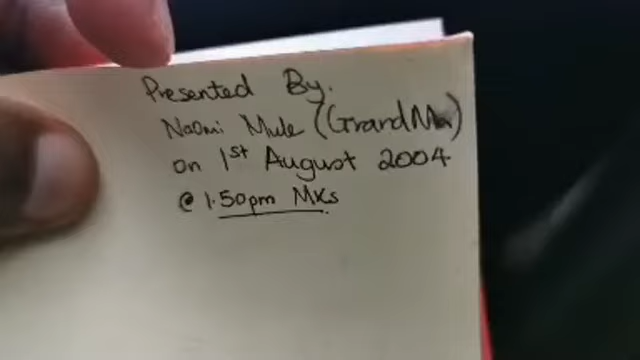 Presented By.
Naomi Mule (GrandMa)
on 1st August 2004
@ 1.50pm MKs